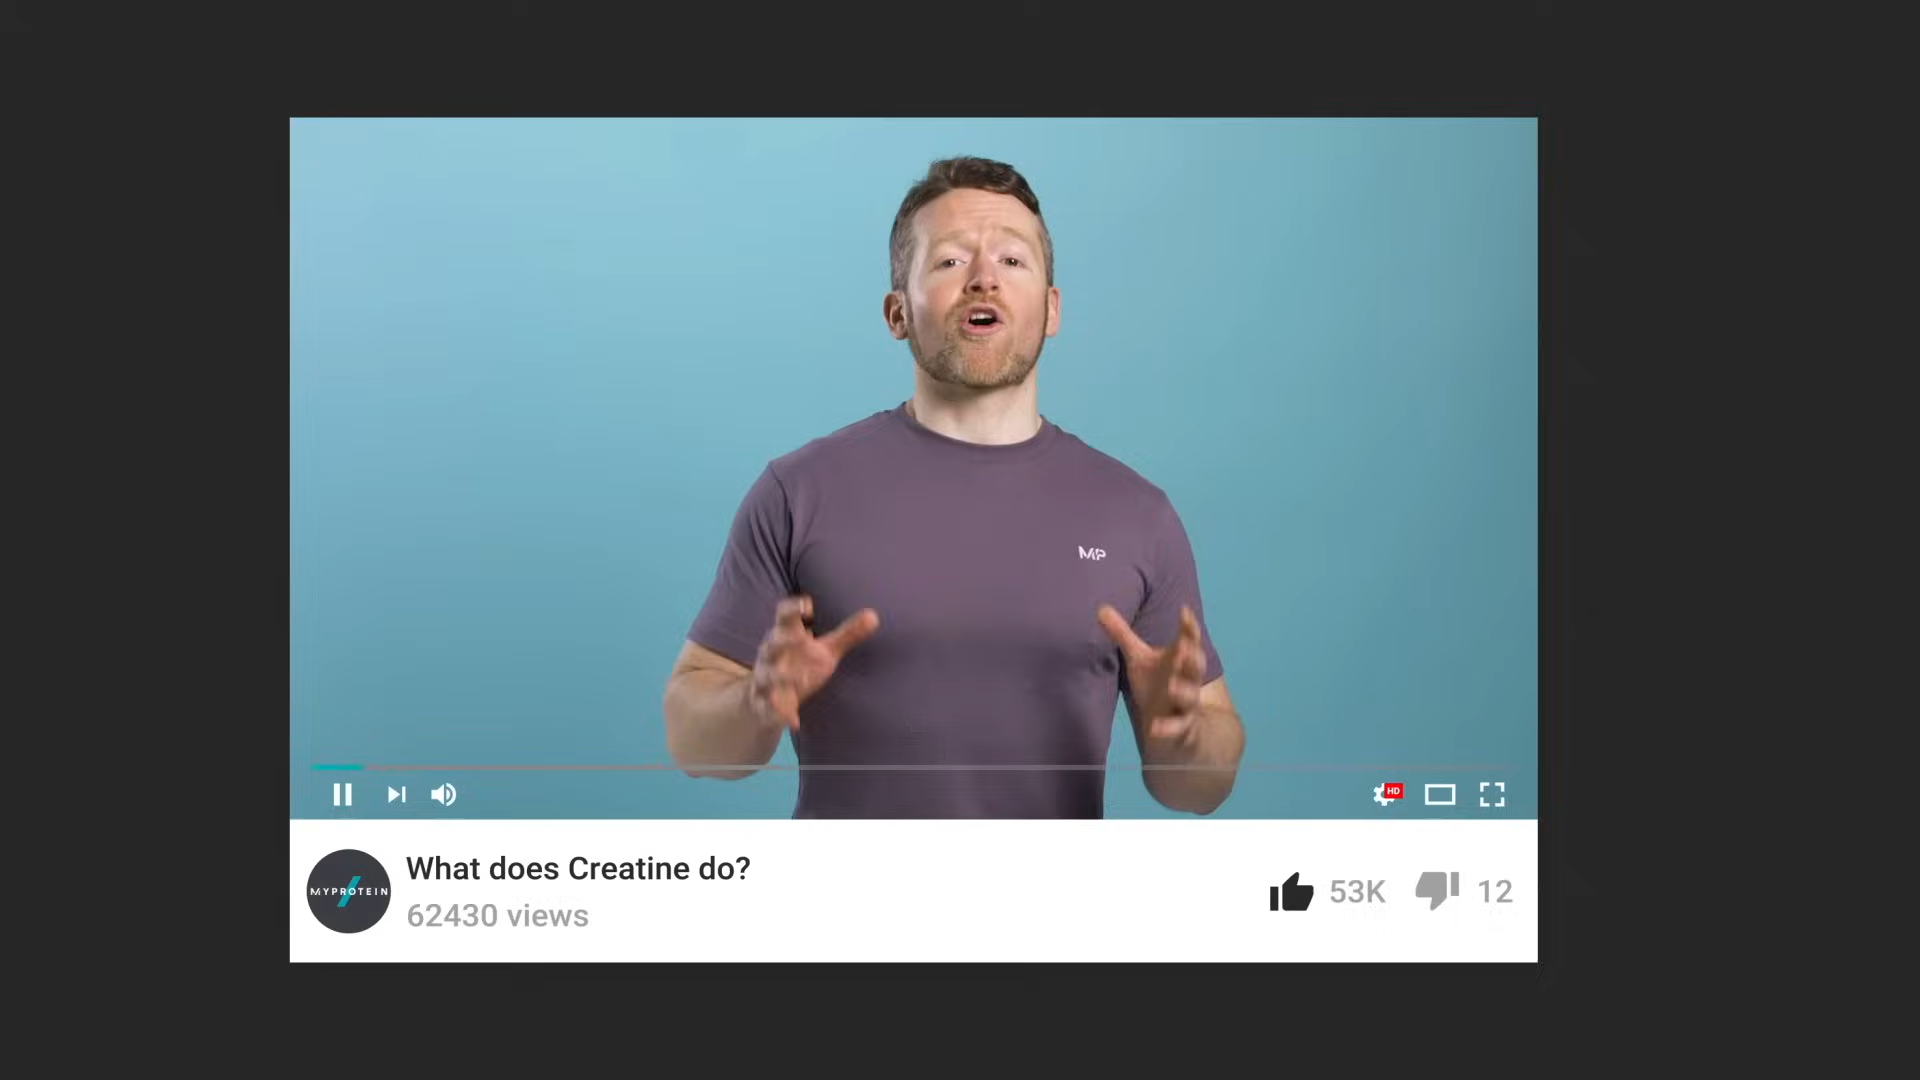 MP
HD
MYPROTEIN
What does Creatine do?
62430 views
53K
12